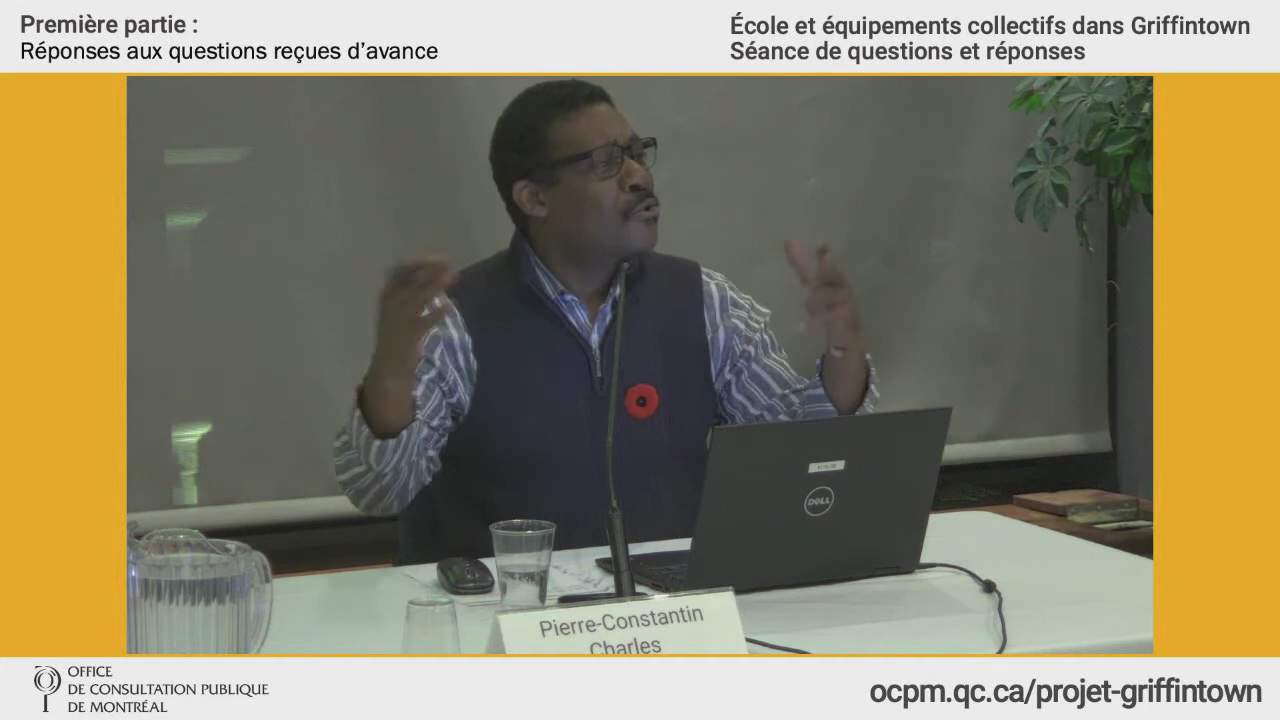 Première partie :
Réponses aux questions reçues d’avance
École et équipements collectifs dans Griffintown
Séance de questions et réponses
DELL
Pierre-Constantin
Charles
OFFICE
DE CONSULTATION PUBLIQUE
DE MONTRÉAL
ocpm.qc.ca/projet-griffintown